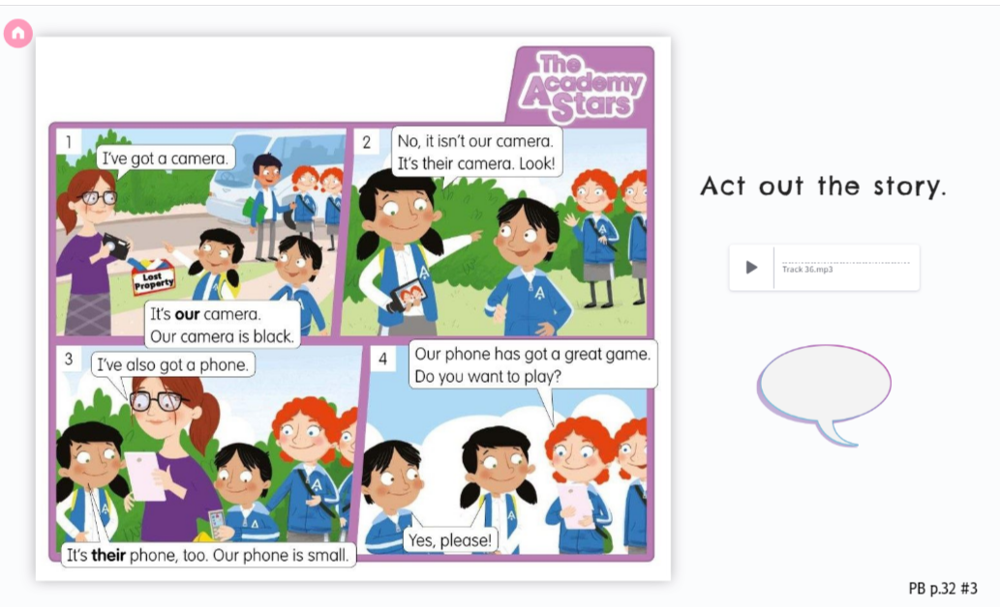 The
Academy
Stars
1
I've got a camera.
Lost
Property
It's our camera.
Our camera is black.
2
No, it isn't our camera.
It's their camera. Look!
3
I've also got a phone.
It's their phone, too. Our phone is small.
4
Our phone has got a great game.
Do you want to play?
Yes, please!
Act out the story.
Track 36.mp3
PB p.32 #3